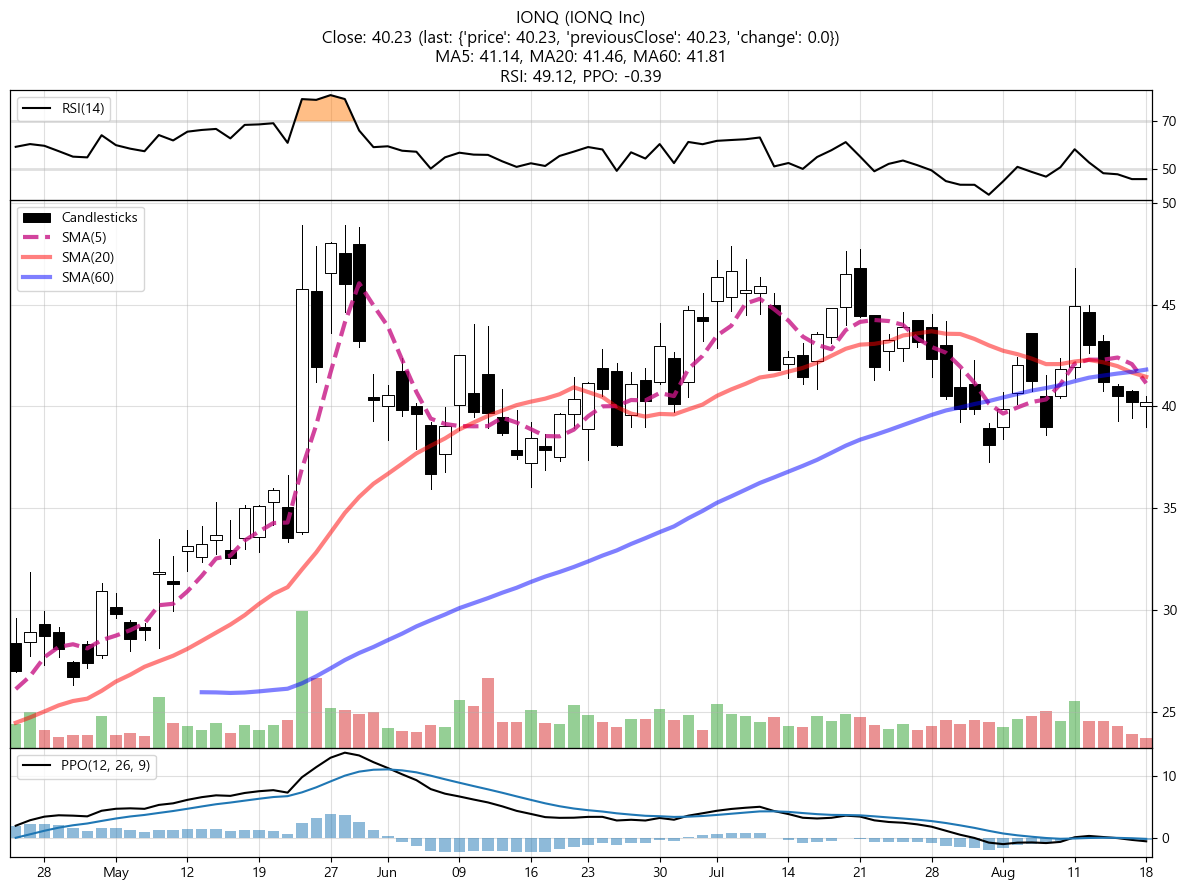 IONQ (IONQ Inc)
Close: 40.23 (last: {'price': 40.23, 'previousClose': 40.23, 'change': 0.0})
MA5: 41.14, MA20: 41.46, MA60: 41.81
RSI: 49.12, PPO: -0.39
RSI(14)
70
50
Candlesticks
SMA(5)
SMA(20)
SMA(60)
50
45
40
35
30
25
PPO(12, 26, 9)
10
0
28 May 12 19 27 Jun 09 16 23 30 Jul 14 21 28 Aug 11 18